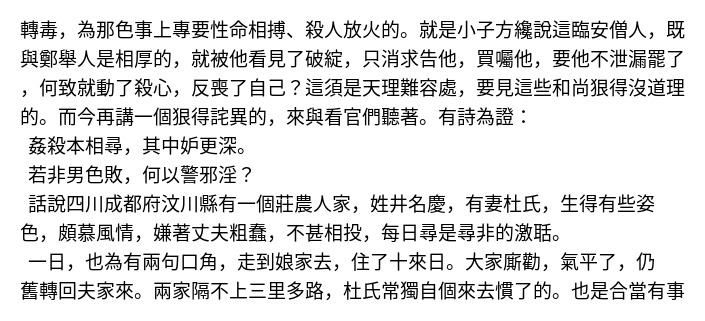 轉毒，為那色事上專要性命相搏、殺人放火的。就是小子方纔說這臨安僧人，既
與鄭舉人是相厚的，就被他看見了破綻，只消求告他，買囑他，要他不泄漏罷了
，何致就動了殺心，反喪了自己？這須是天理難容處，要見這些和尚狠得沒道理
的。而今再講一個狠得詫異的，來與看官們聽著。有詩為證：
姦殺本相尋，其中妒更深。
若非男色敗，何以警邪淫？
話說四川成都府汶川縣有一個莊農人家，姓井名慶，有妻杜氏，生得有些姿
色，頗慕風情，嫌著丈夫粗蠢，不甚相投，每日尋是尋非的激聒。
一日，也為有兩句口角，走到娘家去，住了十來日。大家廝勸，氣平了，仍
舊轉回夫家來。兩家隔不上三里多路，杜氏常獨自個來去慣了的。也是合當有事